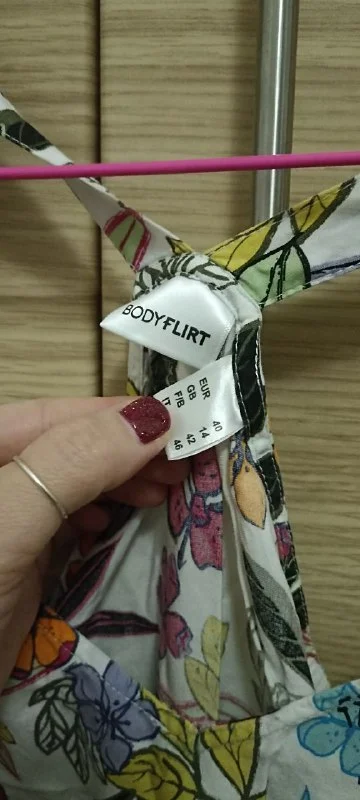 BODYFLIRT
EUR 40
GB 14
F/B 42
IT 46